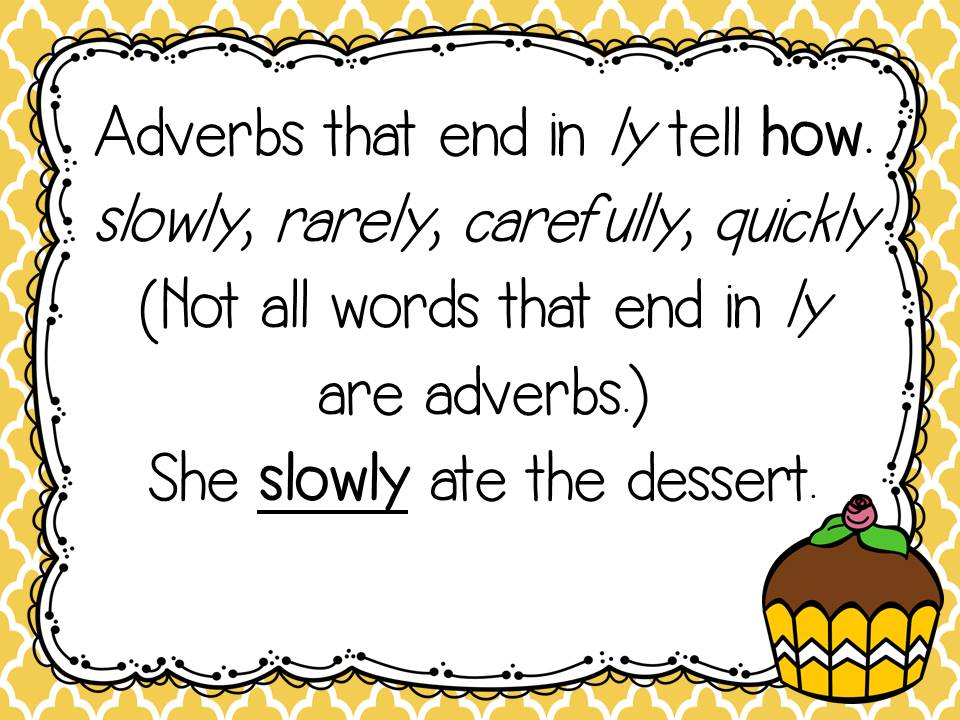 Adverbs that end in ly tell how.
slowly, rarely, carefully, quickly
(Not all words that end in ly
are adverbs.)
She slowly ate the dessert.